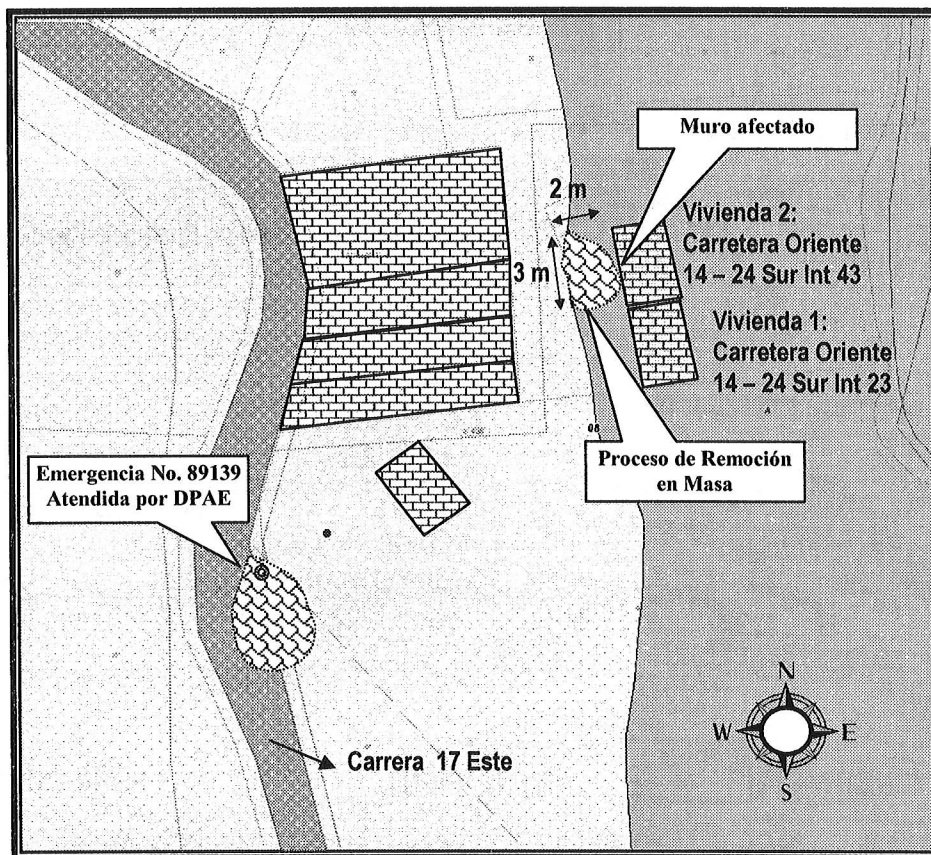 Muro afectado
2 m
Vivienda 2:
Carretera Oriente
14 – 24 Sur Int 43
3 m
Vivienda 1:
Carretera Oriente
14 – 24 Sur Int 23
Proceso de Remoción
en Masa
Emergencia No. 89139
Atendida por DPAE
Carrera 17 Este
N
W
E
S